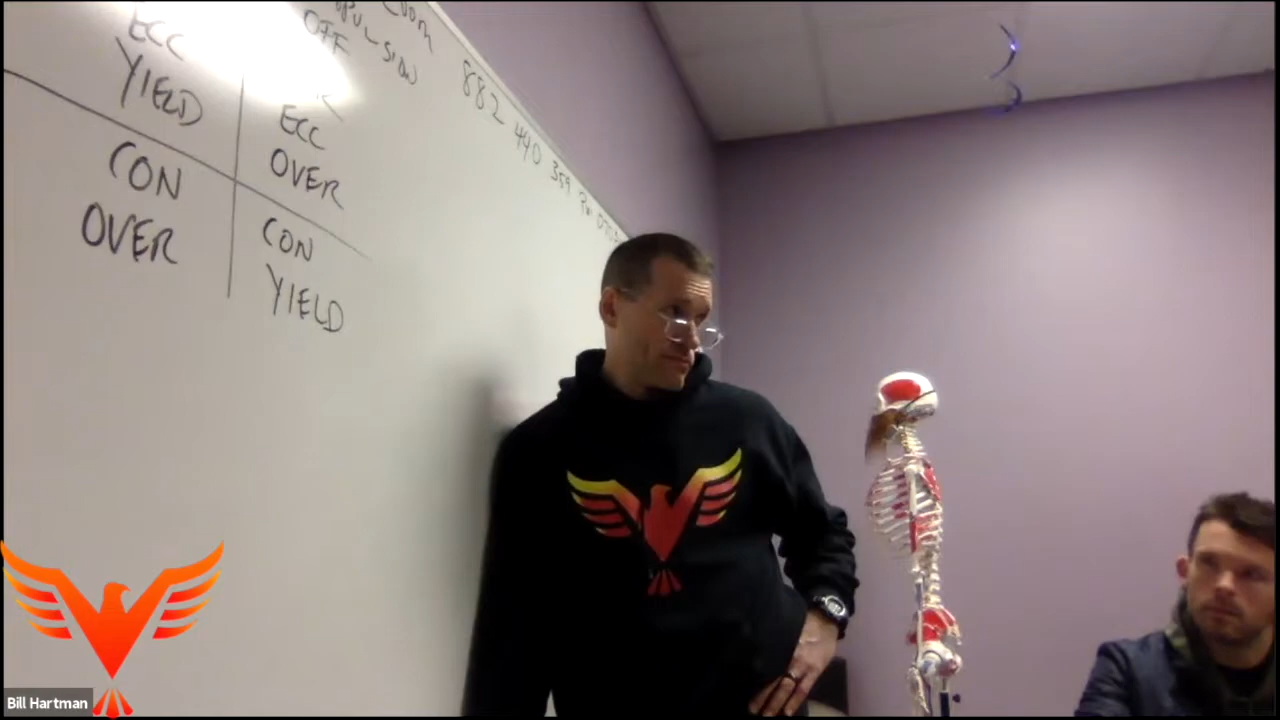 ECC
YIELD
OFF
ECC
OVER
CON
OVER
CON
YIELD
882 440 359
Bill Hartman